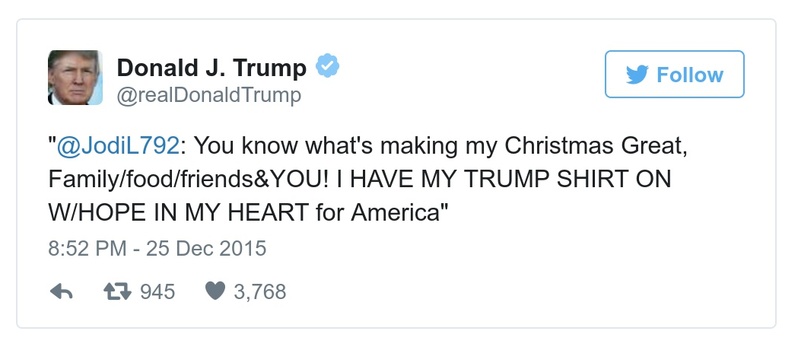 Donald J. Trump
@realDonaldTrump
Follow
"@JodiL792: You know what's making my Christmas Great,
Family/food/friends&YOU! I HAVE MY TRUMP SHIRT ON
W/HOPE IN MY HEART for America"
8:52 PM - 25 Dec 2015
945 3,768